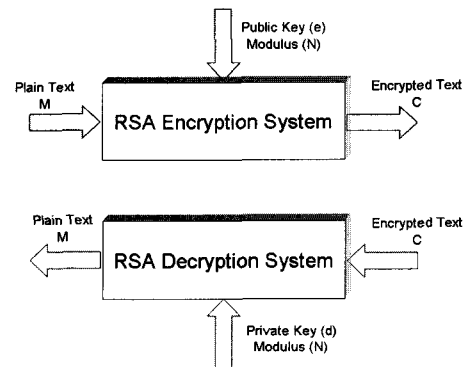 Public Key (e)
Modulus (N)
Plain Text
M
Encrypted Text
C
RSA Encryption System
Plain Text
M
Encrypted Text
C
RSA Decryption System
Private Key (d)
Modulus (N)